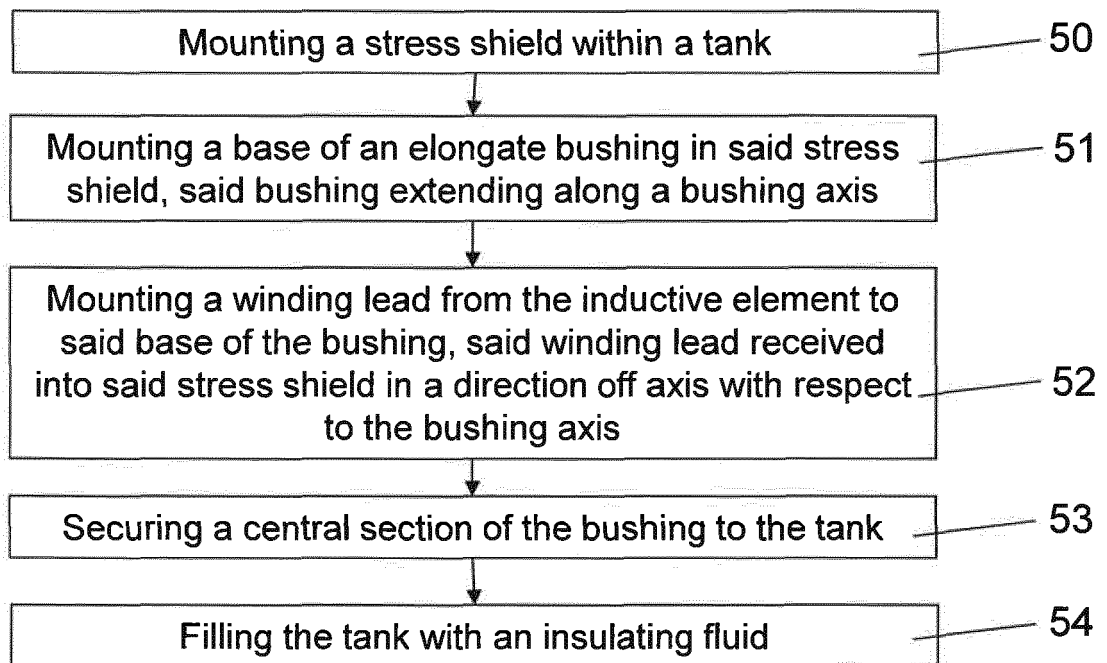 Mounting a stress shield within a tank
50
Mounting a base of an elongate bushing in said stress
shield, said bushing extending along a bushing axis
51
Mounting a winding lead from the inductive element to
said base of the bushing, said winding lead received
into said stress shield in a direction off axis with respect
to the bushing axis
52
Securing a central section of the bushing to the tank
53
Filling the tank with an insulating fluid
54